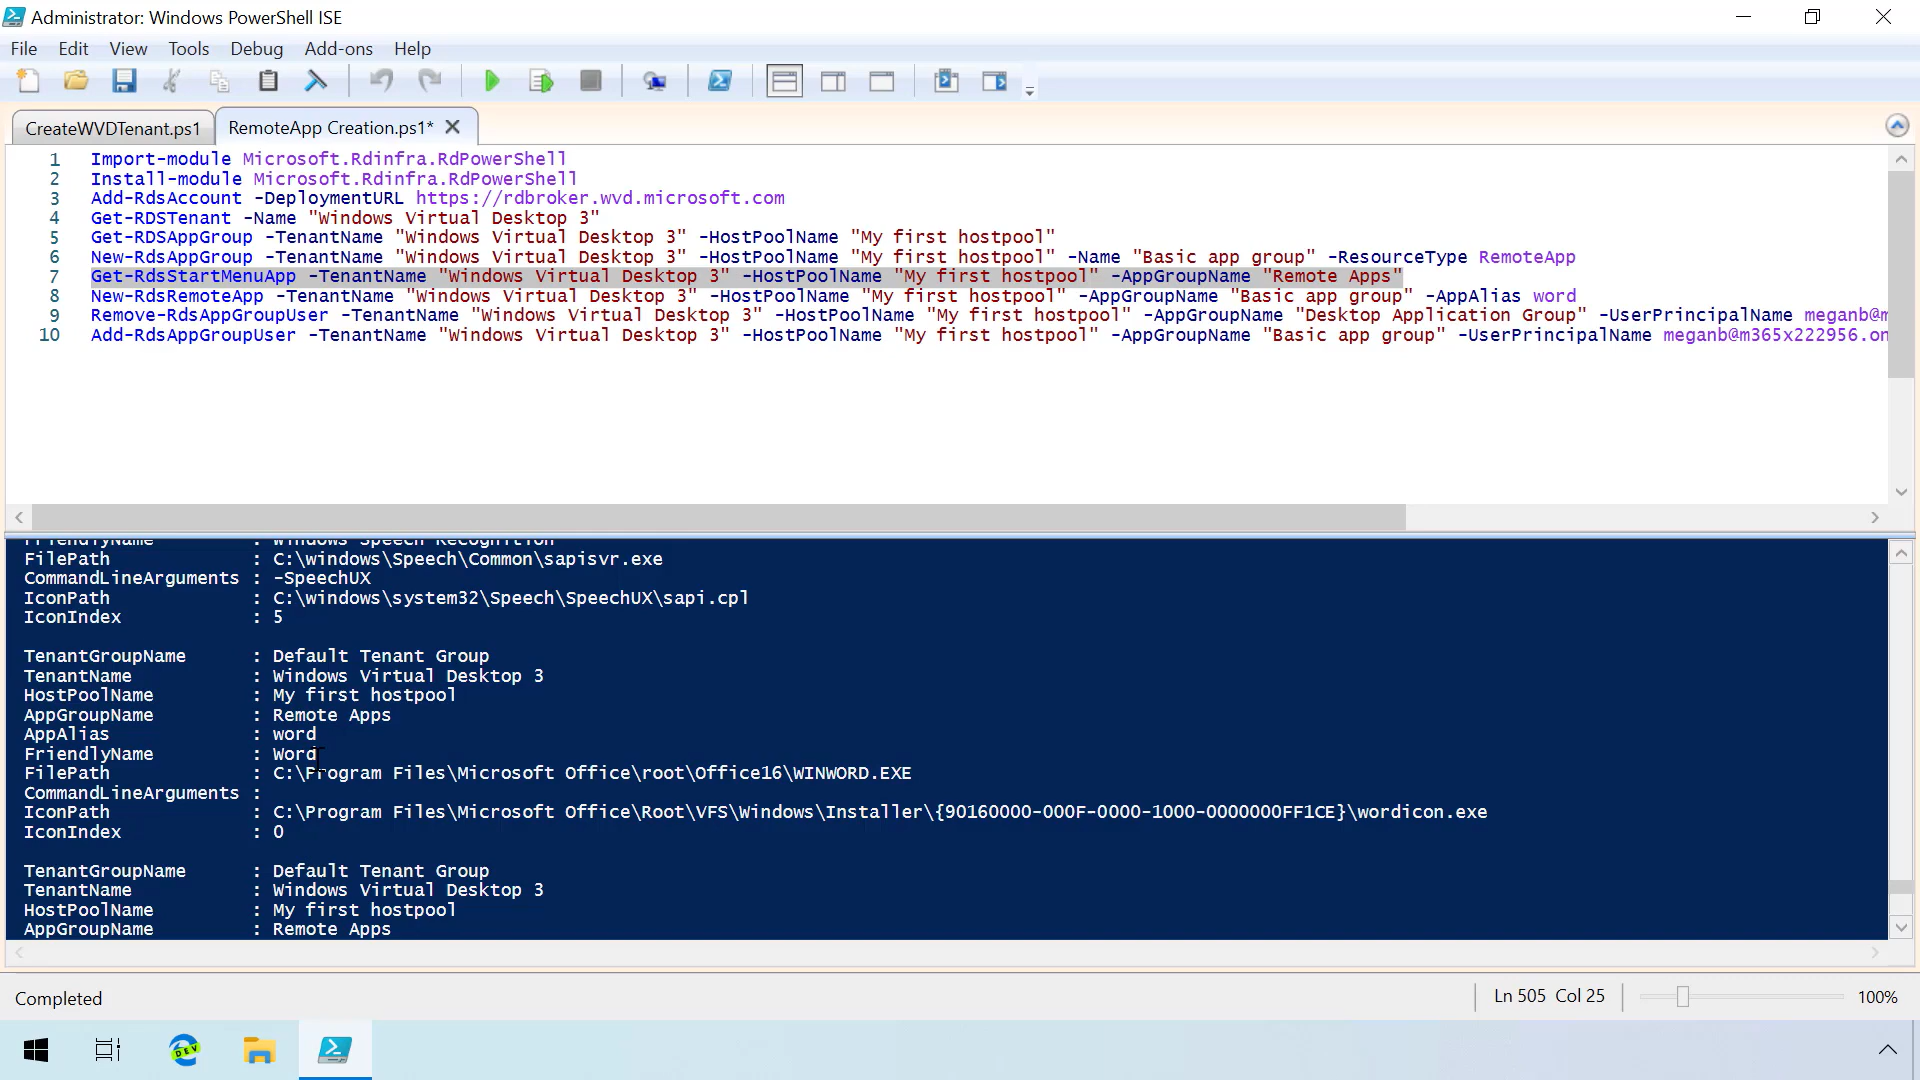 Administrator: Windows PowerShell ISE
File Edit View Tools Debug Add-ons Help
CreateWVDTenant.ps1 RemoteApp Creation.ps1*
1 Import-module Microsoft.Rdinfra.RdPowerShell
2 Install-module Microsoft.Rdinfra.RdPowerShell
3 Add-RdsAccount -DeploymentURL https://rdbroker.wvd.microsoft.com
4 Get-RDSTenant -Name "Windows Virtual Desktop 3"
5 Get-RDSAppGroup -TenantName "Windows Virtual Desktop 3" -HostPoolName "My first hostpool"
6 New-RdsAppGroup -TenantName "Windows Virtual Desktop 3" -HostPoolName "My first hostpool" -Name "Basic app group" -ResourceType RemoteApp
7 Get-RdsStartMenuApp -TenantName "Windows Virtual Desktop 3" -HostPoolName "My first hostpool" -AppGroupName "Remote Apps"
8 New-RdsRemoteApp -TenantName "Windows Virtual Desktop 3" -HostPoolName "My first hostpool" -AppGroupName "Basic app group" -AppAlias word
9 Remove-RdsAppGroupUser -TenantName "Windows Virtual Desktop 3" -HostPoolName "My first hostpool" -AppGroupName "Desktop Application Group" -UserPrincipalName meganb@m
10 Add-RdsAppGroupUser -TenantName "Windows Virtual Desktop 3" -HostPoolName "My first hostpool" -AppGroupName "Basic app group" -UserPrincipalName meganb@m365x222956.on
FriendlyName : Windows Speech Recognition
FilePath : C:\windows\Speech\Common\sapisvr.exe
CommandLineArguments : -SpeechUX
IconPath : C:\windows\system32\Speech\SpeechUX\sapi.cpl
IconIndex : 5
TenantGroupName : Default Tenant Group
TenantName : Windows Virtual Desktop 3
HostPoolName : My first hostpool
AppGroupName : Remote Apps
AppAlias : word
FriendlyName : Word
FilePath : C:\Program Files\Microsoft Office\root\Office16\WINWORD.EXE
CommandLineArguments :
IconPath : C:\Program Files\Microsoft Office\Root\VFS\Windows\Installer\{90160000-000F-0000-1000-0000000FF1CE}\wordicon.exe
IconIndex : 0
TenantGroupName : Default Tenant Group
TenantName : Windows Virtual Desktop 3
HostPoolName : My first hostpool
AppGroupName : Remote Apps
Completed
Ln 505 Col 25
100%
DEV